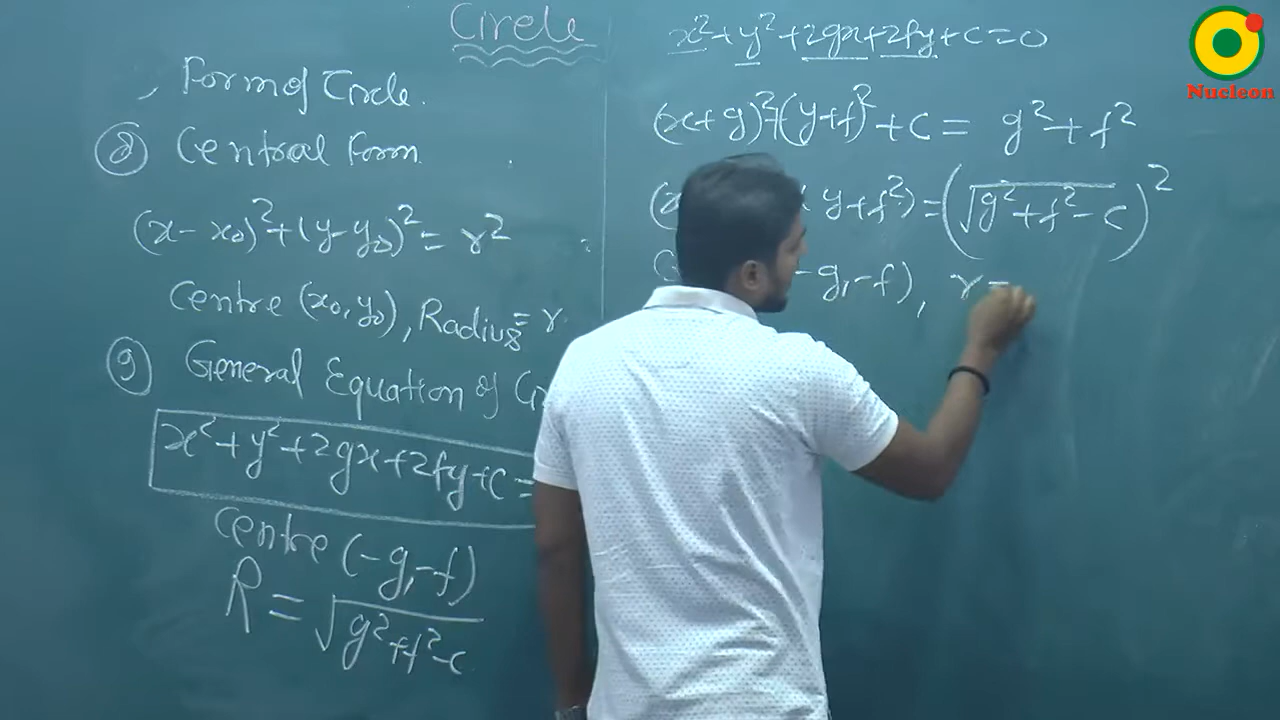 Circle
Form of Circle.
(8) Central Form
(x-x₀)²+(y-y₀)²=r²
Centre (x₀,y₀), Radius=r.
(9) General Equation of
x²+y²+2gx+2fy+c=
Centre (-g,-f)
R=√g²+f²-c
x²+y²+2gx+2fy+c=0
(x+g)²+(y+f)²+c= g²+f²
(x y+f²)=(√g²+f²-c)²
-g,-f), r=
Nucleon